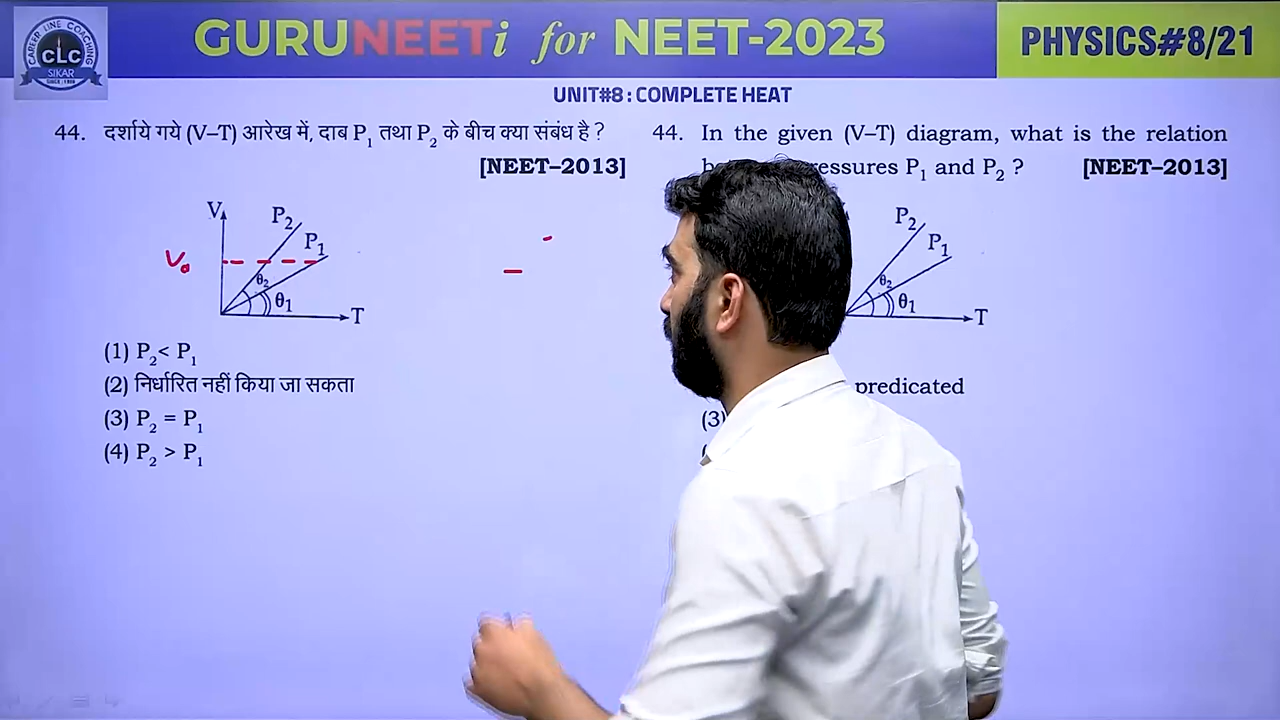 CAREER LINE COACHING
CLC
SIKAR
SINCE : 1996
GURUNEETi for NEET-2023
PHYSICS#8/21
UNIT#8 : COMPLETE HEAT
44. दर्शाये गये (V–T) आरेख में, दाब P1 तथा P2 के बीच क्या संबंध है ?
[NEET–2013]
V
P2
P1
V0
θ2
θ1
T
(1) P2 < P1
(2) निर्धारित नहीं किया जा सकता
(3) P2 = P1
(4) P2 > P1
44. In the given (V–T) diagram, what is the relation
ressures P1 and P2 ? [NEET–2013]
P2
P1
θ2
θ1
T
predicated
(3)